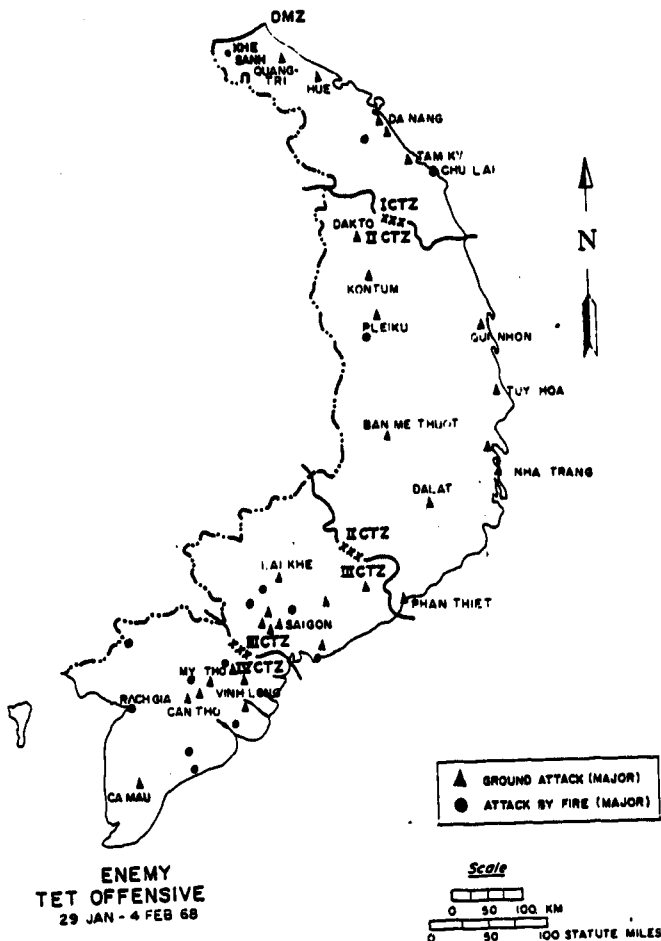 DMZ
KHE
SANH
QUANG-
TRI
HUE
DA NANG
TAM KY
CHU LAI
I CTZ
XXX
II CTZ
DAKTO
KONTUM
PLEIKU
QUI NHON
N
TUY HOA
BAN ME THUOT
NHA TRANG
DALAT
II CTZ
XXX
III CTZ
LAI KHE
PHAN THIET
SAIGON
III CTZ
XXX
IV CTZ
MY THO
RACH GIA
VINH LONG
CAN THO
CA MAU
GROUND ATTACK (MAJOR)
ATTACK BY FIRE (MAJOR)
ENEMY
TET OFFENSIVE
29 JAN - 4 FEB 68
Scale
0 50 100 KM
0 50 100 STATUTE MILES